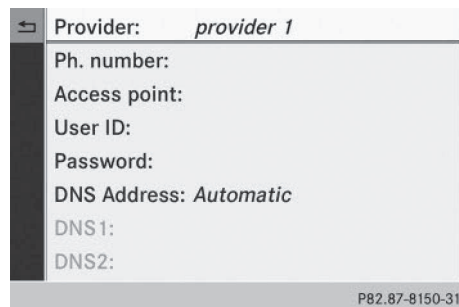 Provider: provider 1
Ph. number:
Access point:
User ID:
Password:
DNS Address: Automatic
DNS1:
DNS2:
P82.87-8150-31